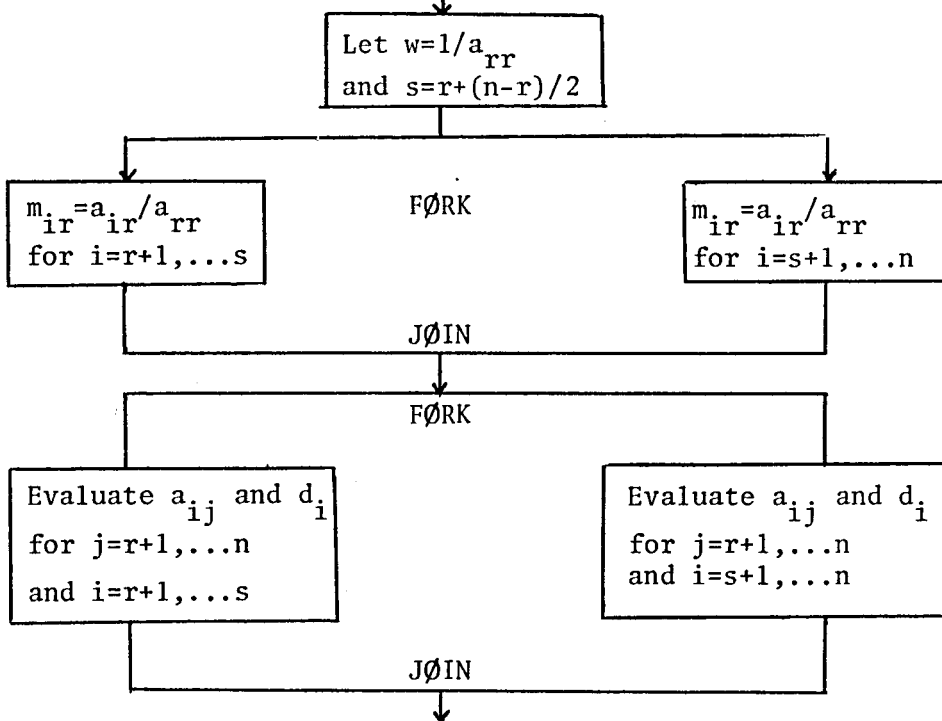 Let w=1/a_rr
and s=r+(n-r)/2
m_ir=a_ir/a_rr
for i=r+1,...s
FØRK
m_ir=a_ir/a_rr
for i=s+1,...n
JØIN
FØRK
Evaluate a_ij and d_i
for j=r+1,...n
and i=r+1,...s
Evaluate a_ij and d_i
for j=r+1,...n
and i=s+1,...n
JØIN